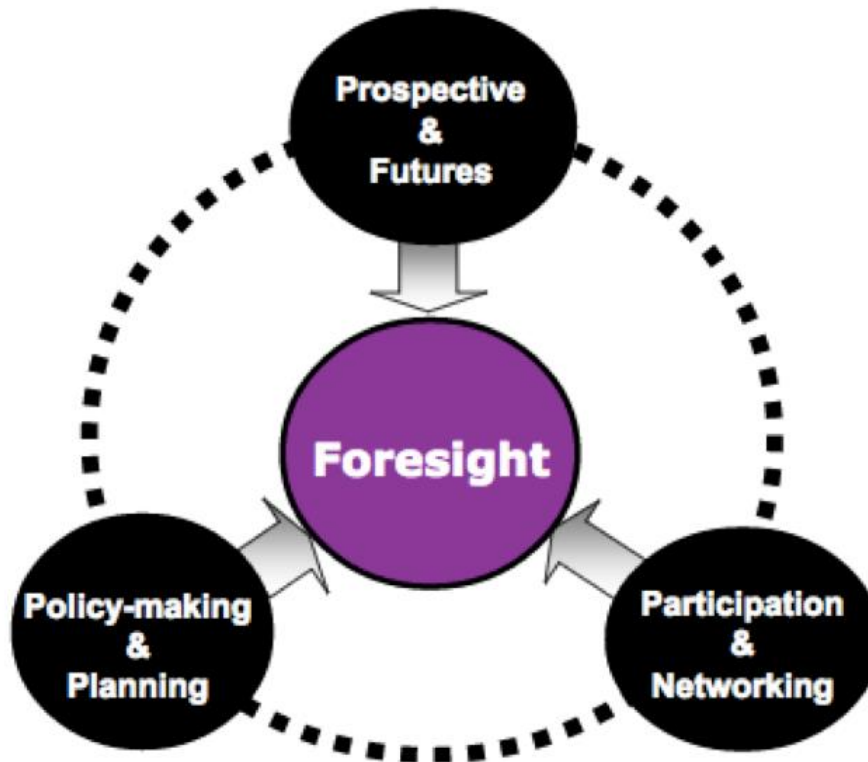 Prospective
&
Futures
Foresight
Policy-making
&
Planning
Participation
&
Networking